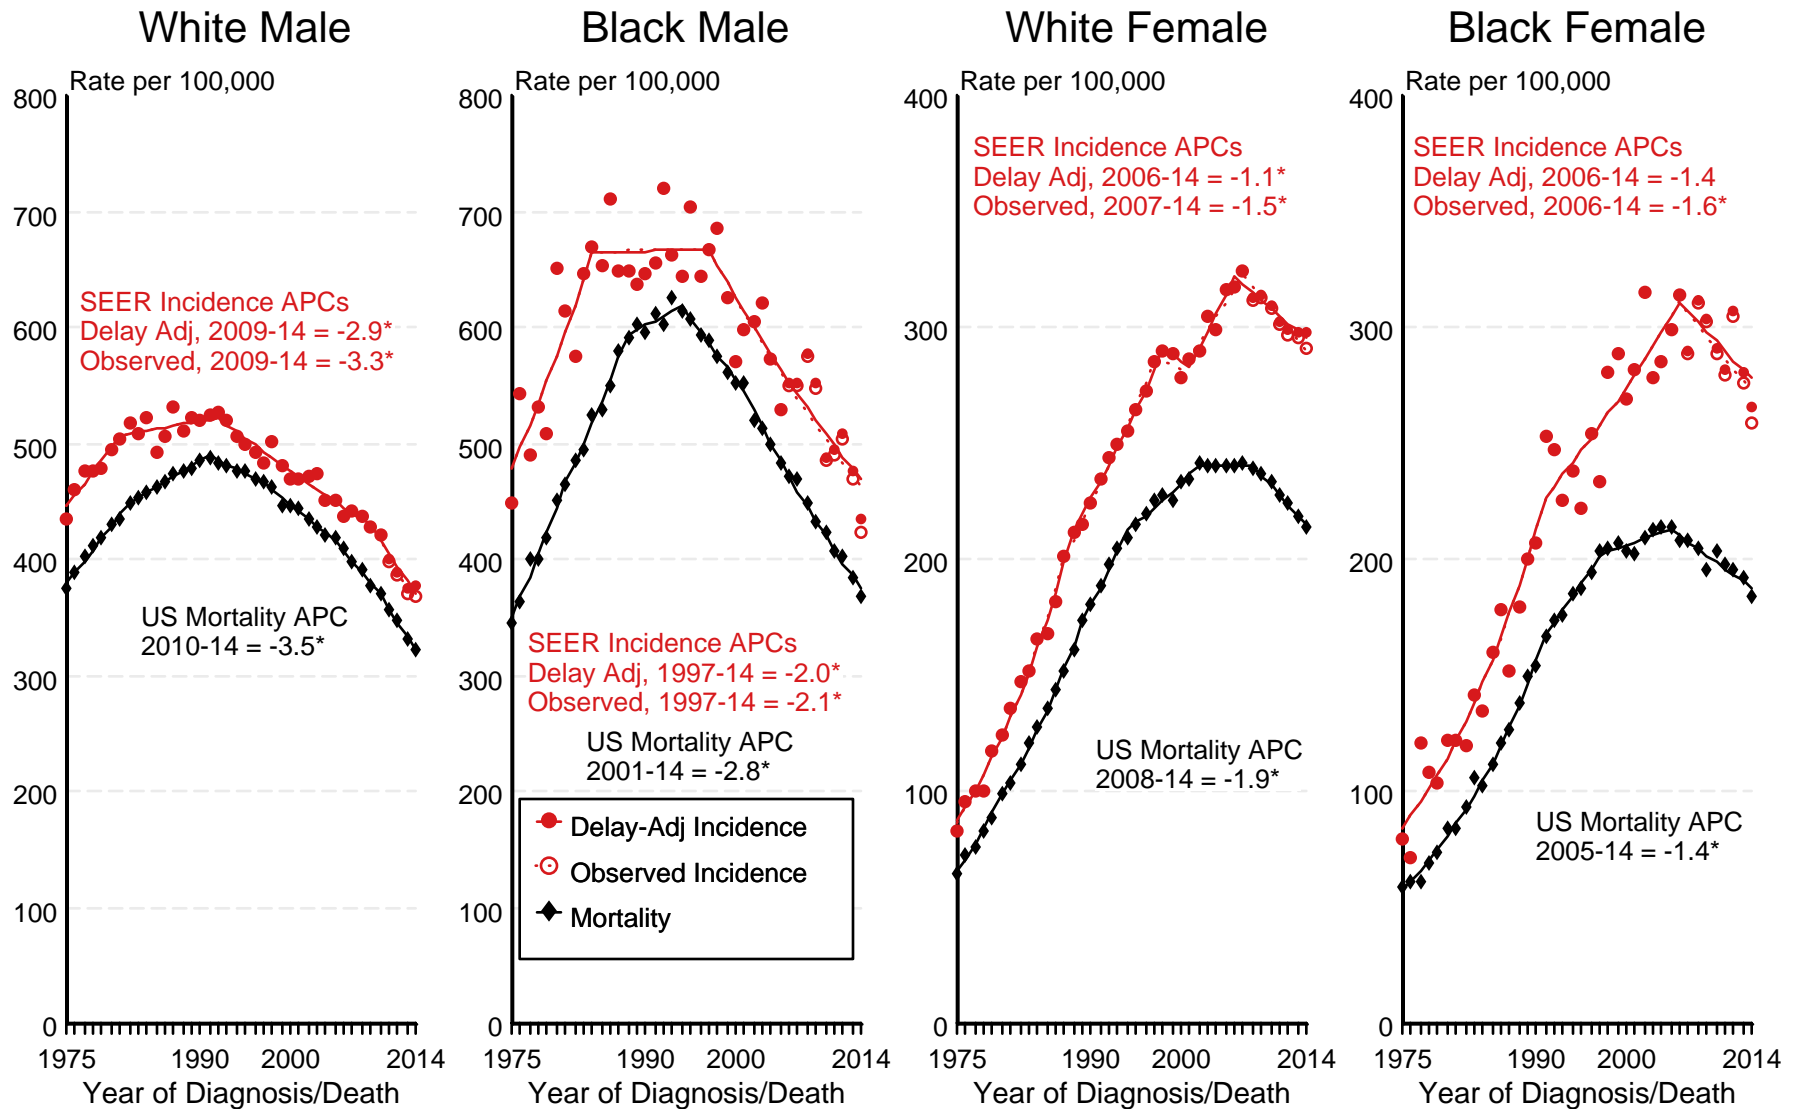 White Male
Rate per 100,000
800
700
600
500
400
300
200
100
0
SEER Incidence APCs
Delay Adj, 2009-14 = -2.9*
Observed, 2009-14 = -3.3*
US Mortality APC
2010-14 = -3.5*
1975 1990 2000 2014
Year of Diagnosis/Death
Black Male
Rate per 100,000
800
700
600
500
400
300
200
100
0
SEER Incidence APCs
Delay Adj, 1997-14 = -2.0*
Observed, 1997-14 = -2.1*
US Mortality APC
2001-14 = -2.8*
Delay-Adj Incidence
Observed Incidence
Mortality
1975 1990 2000 2014
Year of Diagnosis/Death
White Female
Rate per 100,000
400
300
200
100
0
SEER Incidence APCs
Delay Adj, 2006-14 = -1.1*
Observed, 2007-14 = -1.5*
US Mortality APC
2008-14 = -1.9*
1975 1990 2000 2014
Year of Diagnosis/Death
Black Female
Rate per 100,000
400
300
200
100
0
SEER Incidence APCs
Delay Adj, 2006-14 = -1.4
Observed, 2006-14 = -1.6*
US Mortality APC
2005-14 = -1.4*
1975 1990 2000 2014
Year of Diagnosis/Death